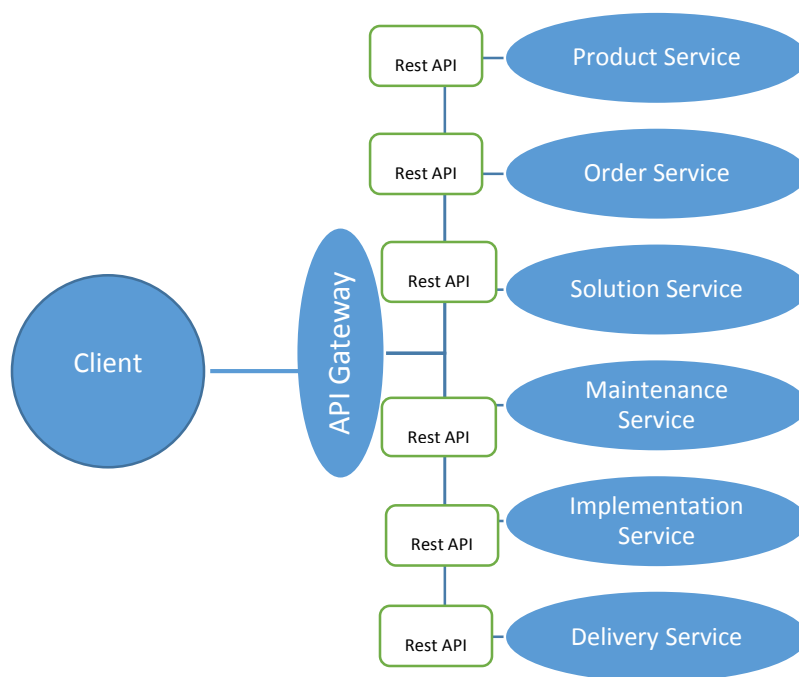 Rest API
Product Service
Rest API
Order Service
Rest API
Solution Service
Client
API Gateway
Maintenance
Service
Rest API
Implementation
Service
Rest API
Delivery Service
Rest API